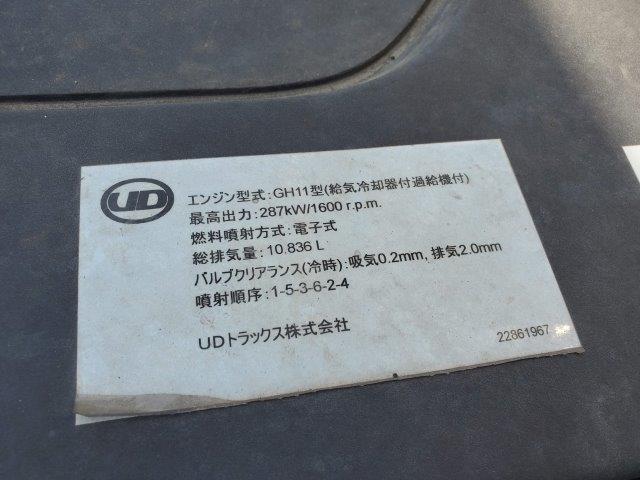 UD
エンジン型式:GH11型(給気冷却器付過給機付)
最高出力:287kW/1600 r.p.m.
燃料噴射方式:電子式
総排気量:10.836 L
バルブクリアランス(冷時):吸気0.2mm, 排気2.0mm
噴射順序:1-5-3-6-2-4
UDトラックス株式会社
22861967